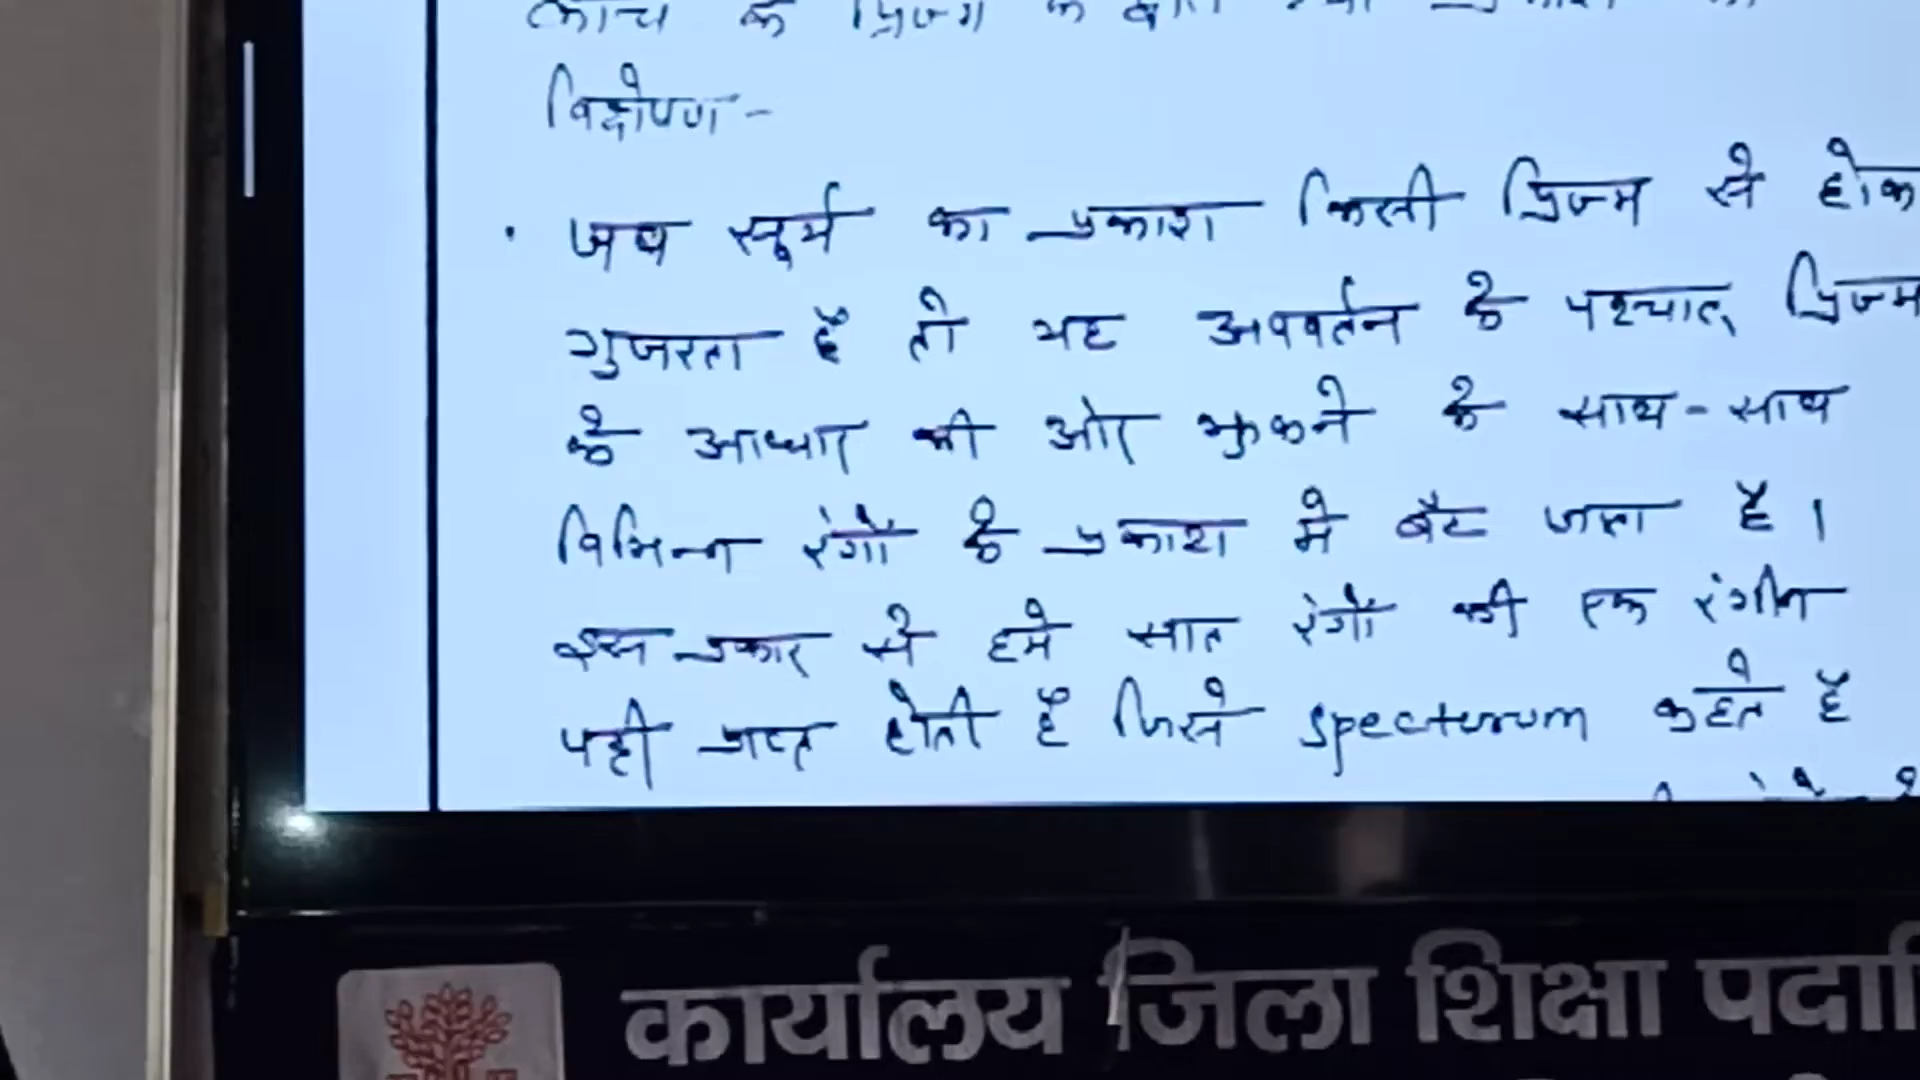 काच के प्रिज्म के द्वारा
विक्षेपण -
. जब सूर्य का प्रकाश किसी प्रिज्म से होक
गुजरता है तो यह अपवर्तन के पश्चात् प्रिज्म
के आधार की ओर झुकने के साथ - साथ
विभिन्न रंगों के प्रकाश मे बँट जाता है ।
इस प्रकार से हमे सात रंगों की एक रंगीन
पट्टी प्राप्त होती है जिसे spectrum कहते है
कार्यालय जिला शिक्षा पदाि